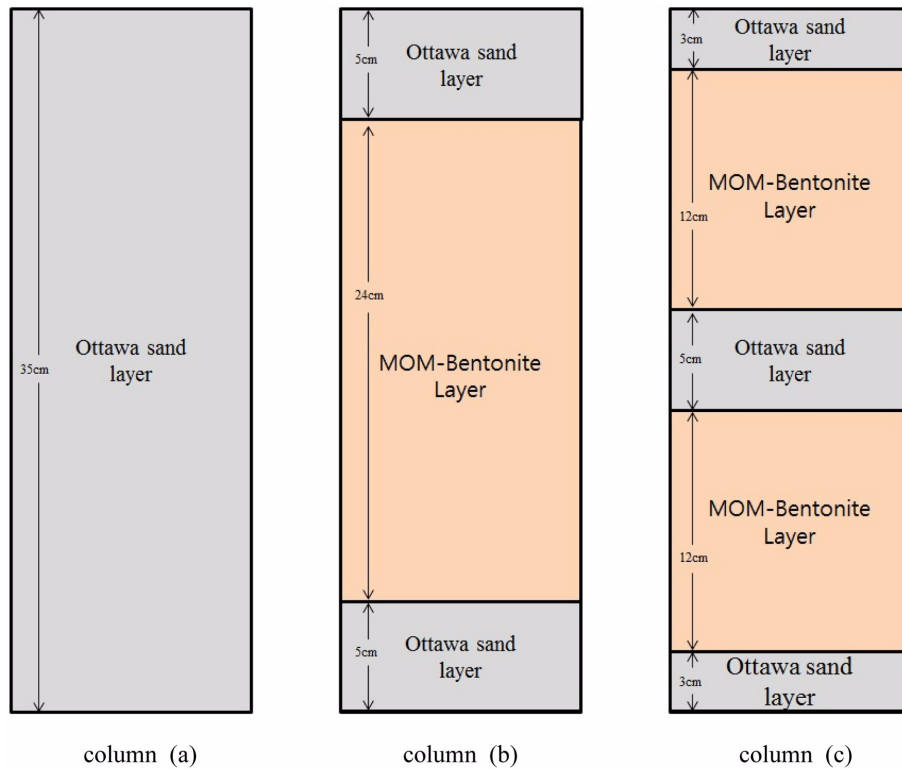 35cm
Ottawa sand
layer
column (a)
5cm
Ottawa sand
layer
24cm
MOM-Bentonite
Layer
5cm
Ottawa sand
layer
column (b)
3cm
Ottawa sand
layer
12cm
MOM-Bentonite
Layer
5cm
Ottawa sand
layer
12cm
MOM-Bentonite
Layer
3cm
Ottawa sand
layer
column (c)